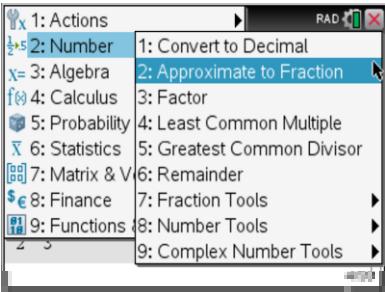 1: Actions
RAD
2: Number
1: Convert to Decimal
3: Algebra
2: Approximate to Fraction
4: Calculus
3: Factor
5: Probability
4: Least Common Multiple
6: Statistics
5: Greatest Common Divisor
7: Matrix & V
6: Remainder
8: Finance
7: Fraction Tools
9: Functions
8: Number Tools
9: Complex Number Tools
2 3